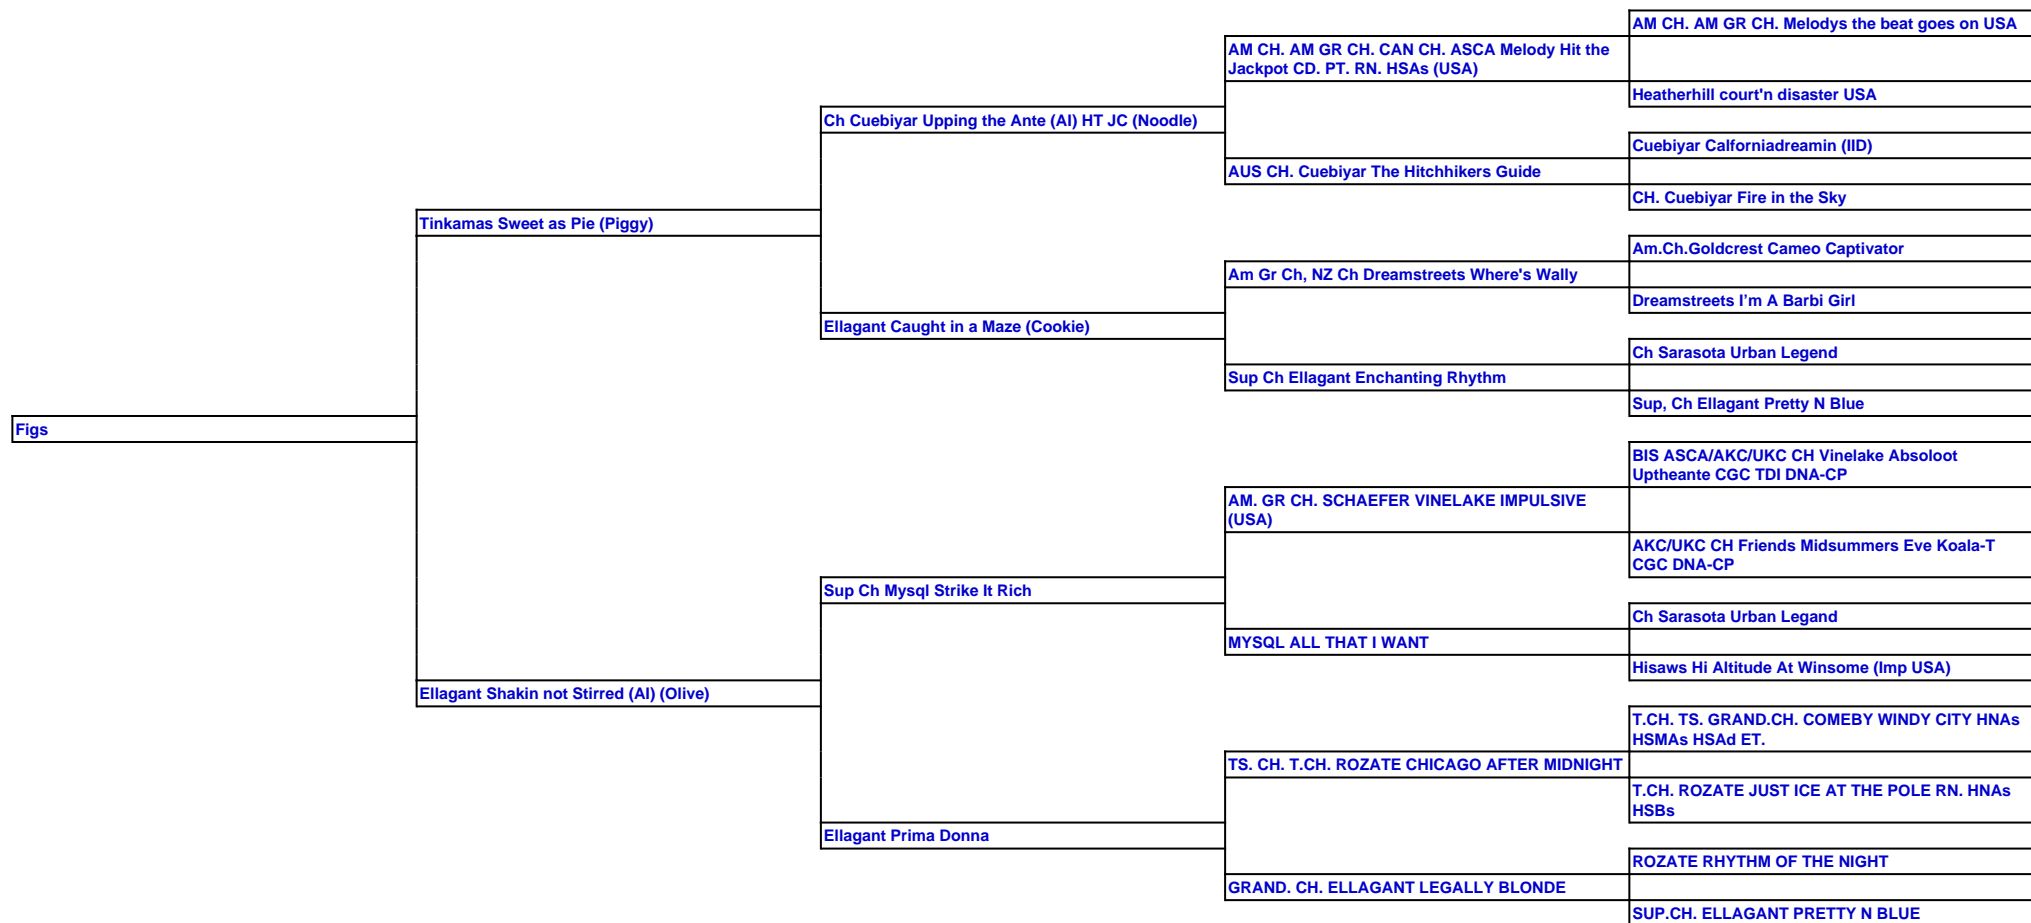 AM CH. AM GR CH. Melodys the beat goes on USA
AM CH. AM GR CH. CAN CH. ASCA Melody Hit the
Jackpot CD. PT. RN. HSAs (USA)
Heatherhill court'n disaster USA
Ch Cuebiyar Upping the Ante (AI) HT JC (Noodle)
Cuebiyar Calforniadreamin (IID)
AUS CH. Cuebiyar The Hitchhikers Guide
CH. Cuebiyar Fire in the Sky
Tinkamas Sweet as Pie (Piggy)
Am.Ch.Goldcrest Cameo Captivator
Am Gr Ch, NZ Ch Dreamstreets Where's Wally
Dreamstreets I’m A Barbi Girl
Ellagant Caught in a Maze (Cookie)
Ch Sarasota Urban Legend
Sup Ch Ellagant Enchanting Rhythm
Sup, Ch Ellagant Pretty N Blue
Figs
BIS ASCA/AKC/UKC CH Vinelake Absoloot
Uptheante CGC TDI DNA-CP
AM. GR CH. SCHAEFER VINELAKE IMPULSIVE
(USA)
AKC/UKC CH Friends Midsummers Eve Koala-T
CGC DNA-CP
Sup Ch Mysql Strike It Rich
Ch Sarasota Urban Legand
MYSQL ALL THAT I WANT
Hisaws Hi Altitude At Winsome (Imp USA)
Ellagant Shakin not Stirred (AI) (Olive)
T.CH. TS. GRAND.CH. COMEBY WINDY CITY HNAs
HSMAs HSAd ET.
TS. CH. T.CH. ROZATE CHICAGO AFTER MIDNIGHT
T.CH. ROZATE JUST ICE AT THE POLE RN. HNAs
HSBs
Ellagant Prima Donna
ROZATE RHYTHM OF THE NIGHT
GRAND. CH. ELLAGANT LEGALLY BLONDE
SUP.CH. ELLAGANT PRETTY N BLUE